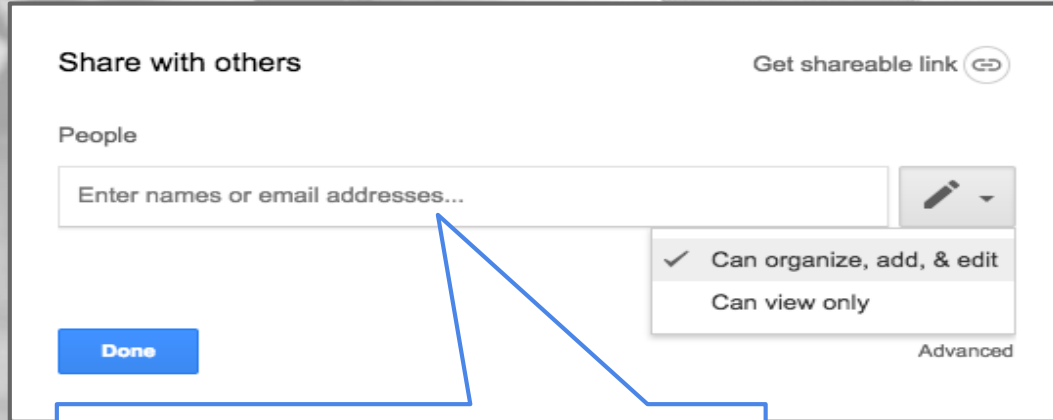 Share with others
Get shareable link
People
Enter names or email addresses...
Can organize, add, & edit
Can view only
Done
Advanced